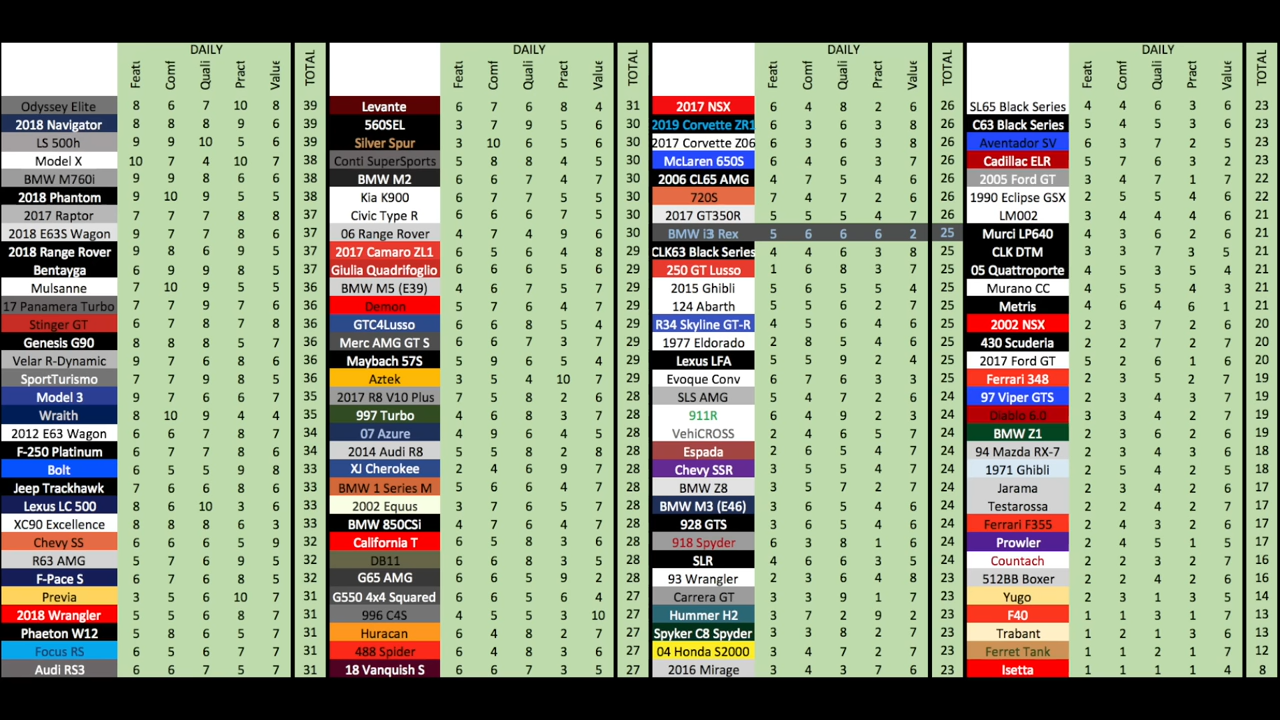 DAILY DAILY DAILY DAILY
Featu Comf Quali Pract Value TOTAL Featu Comf Quali Pract Value TOTAL Featu Comf Quali Pract Value TOTAL Featu Comf Quali Pract Value TOTAL
Odyssey Elite 8 6 7 10 8 39 Levante 6 7 6 8 4 31 2017 NSX 6 4 8 2 6 26 SL65 Black Series 4 4 6 3 6 23
2018 Navigator 8 8 8 9 6 39 560SEL 3 7 9 5 6 30 2019 Corvette ZR1 6 3 6 3 8 26 C63 Black Series 5 4 5 3 6 23
LS 500h 9 9 10 5 6 39 Silver Spur 3 10 6 5 6 30 2017 Corvette Z06 6 3 6 3 8 26 Aventador SV 6 3 7 2 5 23
Model X 10 7 4 10 7 38 Conti SuperSports 5 8 8 4 5 30 McLaren 650S 6 4 6 3 7 26 Cadillac ELR 5 7 6 3 2 23
BMW M760i 9 9 8 6 6 38 BMW M2 6 6 7 4 7 30 2006 CL65 AMG 4 7 5 4 6 26 2005 Ford GT 3 4 7 1 7 22
2018 Phantom 9 10 9 5 5 38 Kia K900 6 7 7 5 5 30 720S 7 4 7 2 6 26 1990 Eclipse GSX 2 4 4 5 7 22
2017 Raptor 7 7 7 8 8 37 Civic Type R 6 6 6 7 5 30 2017 GT350R 5 5 5 4 7 26 LM002 3 4 4 4 6 21
2018 E63S Wagon 9 7 7 8 6 37 06 Range Rover 4 7 4 9 6 30 BMW i3 Rex 5 6 6 6 2 25 Murci LP640 4 3 7 2 5 21
2018 Range Rover 9 8 6 9 5 37 2017 Camaro ZL1 6 5 6 4 8 29 CLK63 Black Series 4 4 6 3 8 25 CLK DTM 3 3 7 3 5 21
Bentayga 6 9 9 8 5 37 Giulia Quadrifoglio 6 6 5 5 7 29 250 GT Lusso 1 6 8 3 7 25 05 Quattroporte 4 5 3 5 4 21
Mulsanne 7 10 9 5 5 36 BMW M5 (E39) 4 6 7 5 7 29 2015 Ghibli 5 6 5 5 4 25 Murano CC 4 5 5 4 3 21
17 Panamera Turbo 7 7 9 7 6 36 Demon 5 7 6 4 7 29 124 Abarth 5 5 6 2 7 25 Metris 4 6 4 6 1 21
Stinger GT 6 7 8 7 8 36 GTC4Lusso 6 6 8 5 4 29 R34 Skyline GT-R 4 5 6 4 6 25 2002 NSX 2 3 7 2 6 20
Genesis G90 8 8 8 5 7 36 Merc AMG GT S 6 6 7 3 7 29 1977 Eldorado 2 8 5 4 6 25 430 Scuderia 2 3 7 2 6 20
Velar R-Dynamic 9 7 6 8 6 36 Maybach 57S 5 9 6 5 4 29 Lexus LFA 5 5 9 2 4 25 2017 Ford GT 5 2 6 1 6 20
SportTurismo 7 7 9 8 5 36 Aztek 3 5 4 10 7 29 Evoque Conv 6 7 6 3 3 25 Ferrari 348 2 3 5 2 7 19
Model 3 9 7 6 6 7 35 2017 R8 V10 Plus 7 5 8 2 6 28 SLS AMG 4 5 7 2 6 24 97 Viper GTS 3 4 3 2 7 19
Wraith 8 10 9 4 4 35 997 Turbo 4 6 8 3 7 28 911R 6 4 9 2 3 24 Diablo 6.0 3 3 4 2 7 19
2012 E63 Wagon 6 6 7 8 7 34 07 Azure 4 9 6 4 5 28 VehiCROSS 2 4 6 5 7 24 BMW Z1 2 3 6 2 6 19
F-250 Platinum 6 7 6 7 8 34 2014 Audi R8 5 5 8 2 8 28 Espada 2 6 5 4 7 24 94 Mazda RX-7 2 3 4 2 7 18
Bolt 6 5 5 9 8 33 XJ Cherokee 2 4 6 9 7 28 Chevy SSR 3 5 5 4 7 24 1971 Ghibli 2 5 4 2 5 18
Jeep Trackhawk 7 6 6 8 6 33 BMW 1 Series M 4 5 7 5 7 28 BMW Z8 3 5 7 2 7 24 Jarama 2 4 5 2 4 17
Lexus LC 500 8 6 10 3 6 33 2002 Equus 3 7 6 5 7 28 BMW M3 (E46) 3 6 5 4 6 24 Testarossa 2 3 4 2 6 17
XC90 Excellence 8 8 8 6 3 33 BMW 850CSi 4 7 6 4 7 28 928 GTS 3 6 5 4 6 24 Ferrari F355 2 4 3 2 6 17
Chevy SS 6 6 6 5 9 32 California T 6 5 8 3 6 28 918 Spyder 6 3 8 1 6 24 Prowler 2 4 5 1 5 17
R63 AMG 5 7 6 9 5 32 DB11 6 6 8 3 5 28 SLR 4 6 6 3 5 24 Countach 2 2 4 2 6 16
F-Pace S 6 7 6 8 5 32 G65 AMG 6 6 5 9 2 28 93 Wrangler 2 3 6 4 8 23 512BB Boxer 2 2 4 2 6 16
Previa 3 5 6 10 7 31 G550 4x4 Squared 6 5 5 6 5 27 Carrera GT 3 3 9 1 7 23 Yugo 2 2 1 3 6 14
2018 Wrangler 5 5 6 8 7 31 996 C4S 4 5 5 3 10 27 Hummer H2 3 7 2 9 2 23 F40 1 1 3 1 7 13
Phaeton W12 5 8 6 5 7 31 Huracan 6 4 8 2 7 27 Spyker C8 Spyder 3 3 8 2 7 23 Trabant 1 2 1 3 6 13
Focus RS 6 5 6 7 7 31 488 Spider 6 4 8 3 6 27 04 Honda S2000 3 4 6 3 7 23 Ferret Tank 1 1 1 2 7 12
Audi RS3 6 6 7 7 5 31 18 Vanquish S 6 6 7 3 5 27 2016 Mirage 3 4 3 7 6 23 Isetta 1 1 1 1 4 8